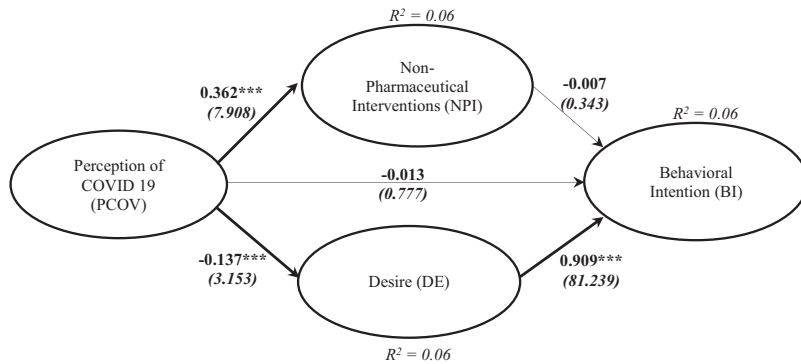 R² = 0.06
Non-
Pharmaceutical
Interventions (NPI)
0.362***
(7.908)
-0.007
(0.343)
R² = 0.06
Perception of
COVID 19
(PCOV)
-0.013
(0.777)
Behavioral
Intention (BI)
-0.137***
(3.153)
Desire (DE)
0.909***
(81.239)
R² = 0.06